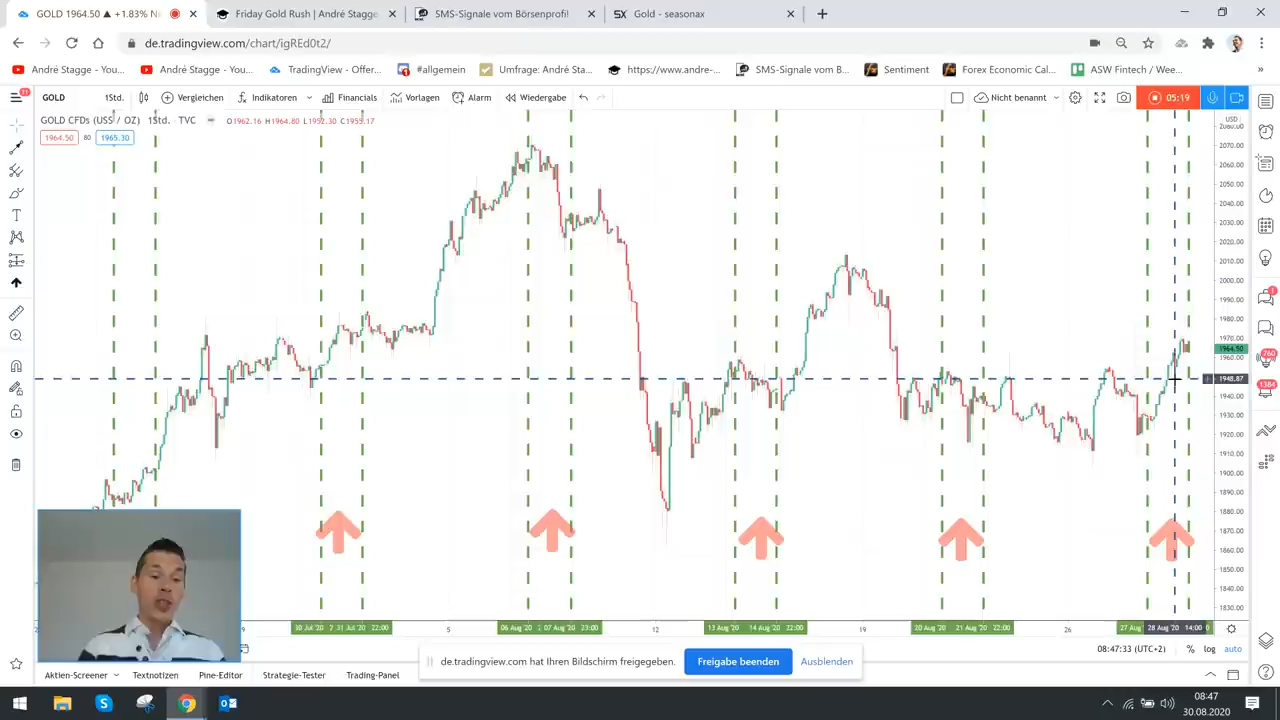 GOLD 1964.50 ▲ +1.83% N
Friday Gold Rush | André Stagge
SMS-Signale vom Börsenprofi!
SX Gold - seasonax
de.tradingview.com/chart/igREd0t2/
André Stagge - You...
André Stagge - You...
TradingView - Offer...
#allgemein
Umfrage: André Sta...
https://www.andre-...
SMS-Signale vom B...
Sentiment
Forex Economic Cal...
ASW Fintech / Wee...
»
11
GOLD
1Std.
Vergleichen
Indikatoren
Financials
Vorlagen
Alarm
Wiedergabe
Nicht benannt
05:19
GOLD CFDs (US$ / OZ) 1Std. TVC
O1962.16 H1964.80 L1952.30
1964.50 80 1965.30
USD
2080.00
2070.00
2060.00
2050.00
2040.00
2030.00
2020.00
2010.00
2000.00
1990.00
1980.00
1970.00
1964.50
1960.00
1948.87
1940.00
1930.00
1920.00
1910.00
1900.00
1890.00
1880.00
1870.00
1860.00
1850.00
1840.00
1830.00
1
760
1384
30 Jul '20
31 Jul '20 22:00
5
06 Aug '20
07 Aug '20 23:00
12
13 Aug '20
14 Aug '20 22:00
19
20 Aug '20
21 Aug '20 22:00
26
27 Aug
28 Aug '20 14:00
08:47:33 (UTC+2)
%
log
auto
de.tradingview.com hat Ihren Bildschirm freigegeben.
Freigabe beenden
Ausblenden
Aktien-Screener
Textnotizen
Pine-Editor
Strategie-Tester
Trading-Panel
08:47
30.08.2020